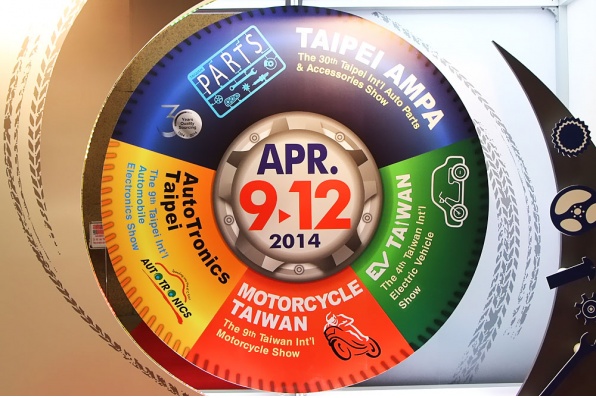 PARTS
TAIPEI AMPA
The 30th Taipei Int'l Auto Parts
& Accessories Show
30
Years
Quality
Sourcing
APR.
9▸12
2014
AutoTronics
Taipei
The 9th Taipei Int'l
Automobile
Electronics Show
AUTOTRONICS
EV TAIWAN
The 4th Taiwan Int'l
Electric Vehicle
Show
MOTORCYCLE
TAIWAN
The 9th Taiwan Int'l
Motorcycle Show